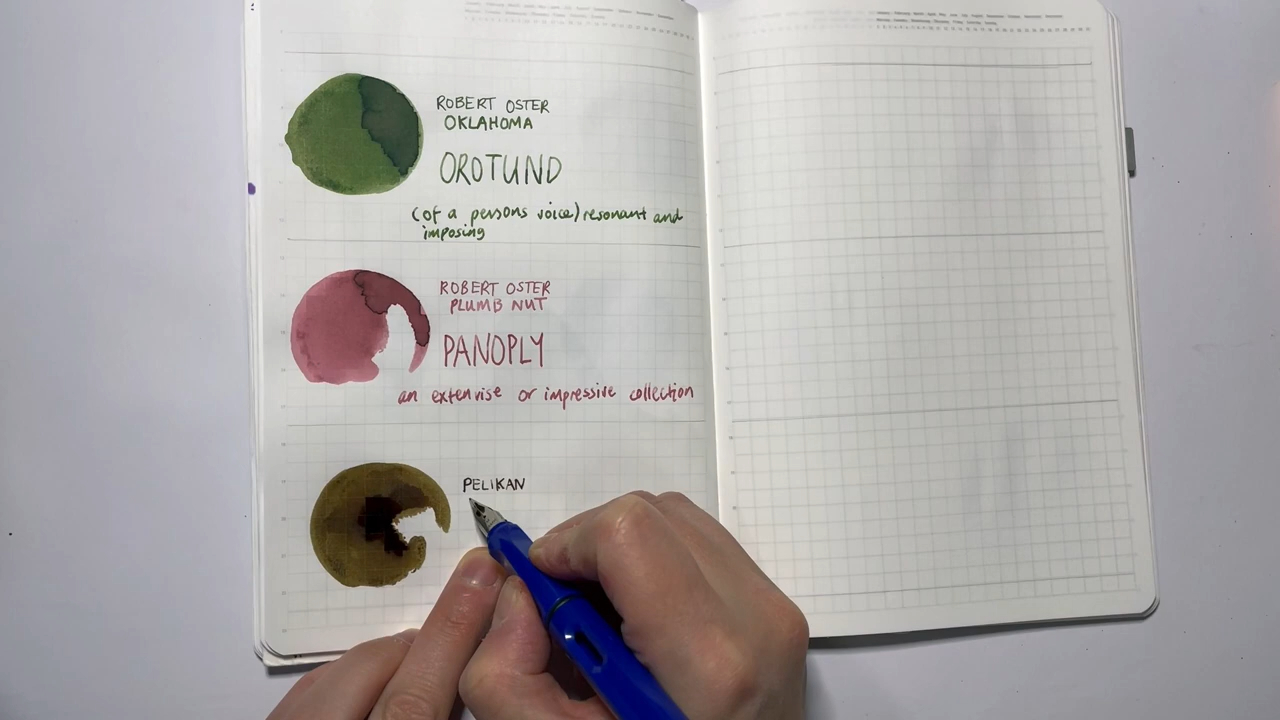 ROBERT OSTER
OKLAHOMA
OROTUND
(of a persons voice) resonant and
imposing
ROBERT OSTER
PLUMB NUT
PANOPLY
an extenvise or impressive collection
PELIKAN